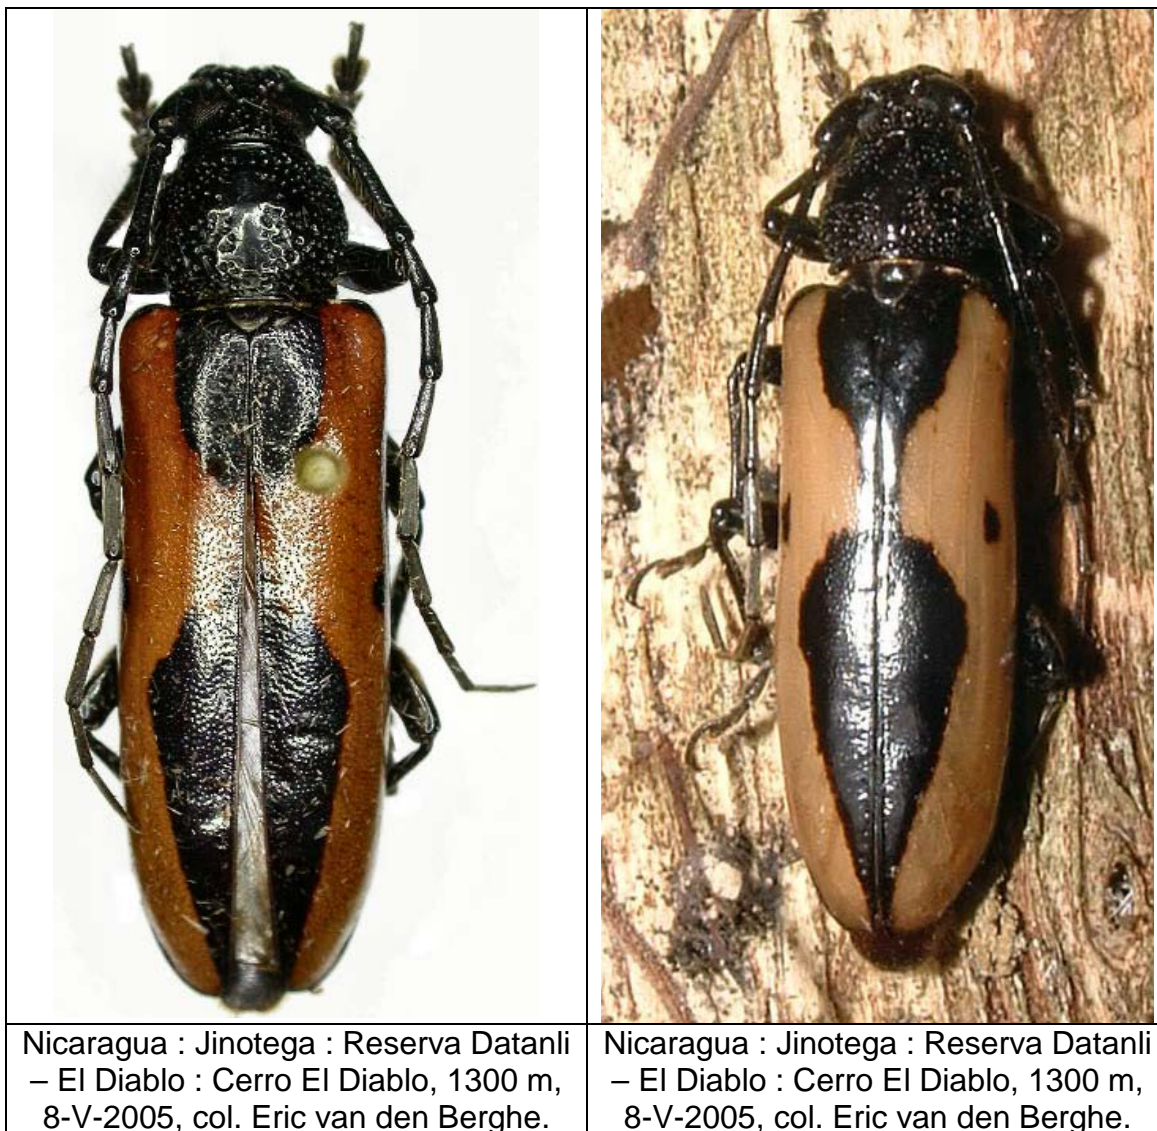 Nicaragua : Jinotega : Reserva Datanli
– El Diablo : Cerro El Diablo, 1300 m,
8-V-2005, col. Eric van den Berghe.
Nicaragua : Jinotega : Reserva Datanli
– El Diablo : Cerro El Diablo, 1300 m,
8-V-2005, col. Eric van den Berghe.